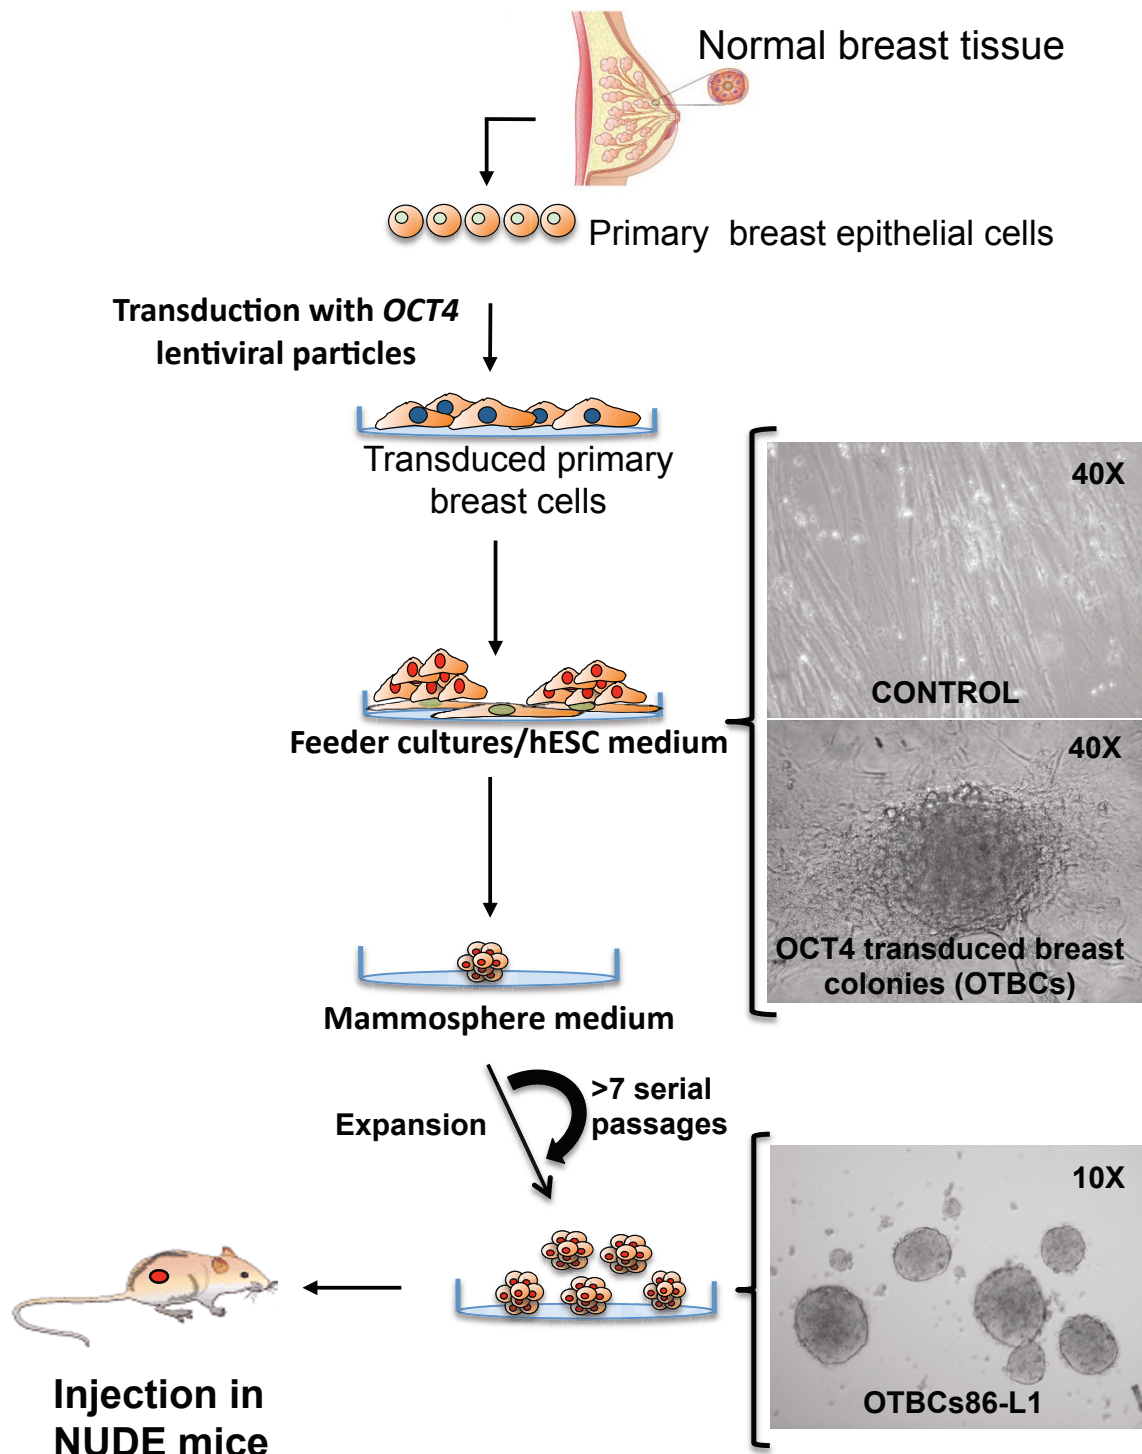 Normal breast tissue
Primary breast epithelial cells
Transduction with OCT4
lentiviral particles
Transduced primary
breast cells
40X
CONTROL
Feeder cultures/hESC medium
40X
OCT4 transduced breast
colonies (OTBCs)
Mammosphere medium
Expansion
>7 serial
passages
10X
OTBCs86-L1
Injection in
NUDE mice